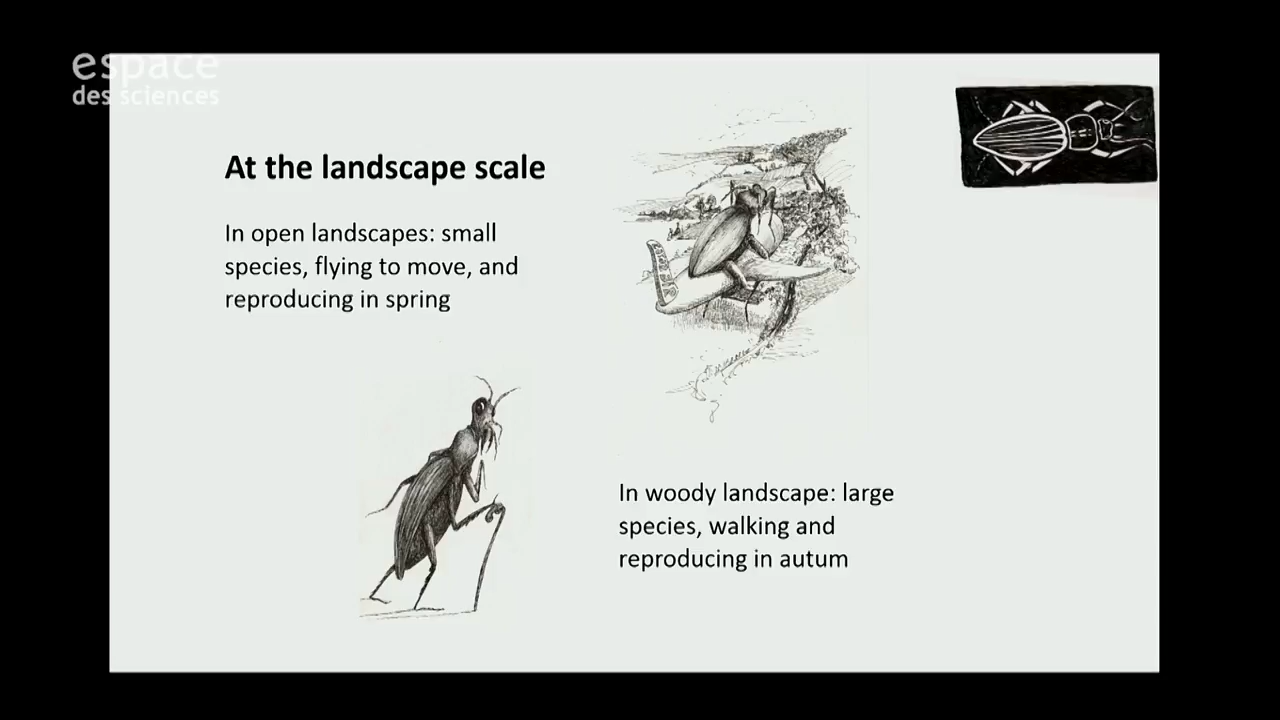 espace
des sciences
At the landscape scale
In open landscapes: small
species, flying to move, and
reproducing in spring
In woody landscape: large
species, walking and
reproducing in autum